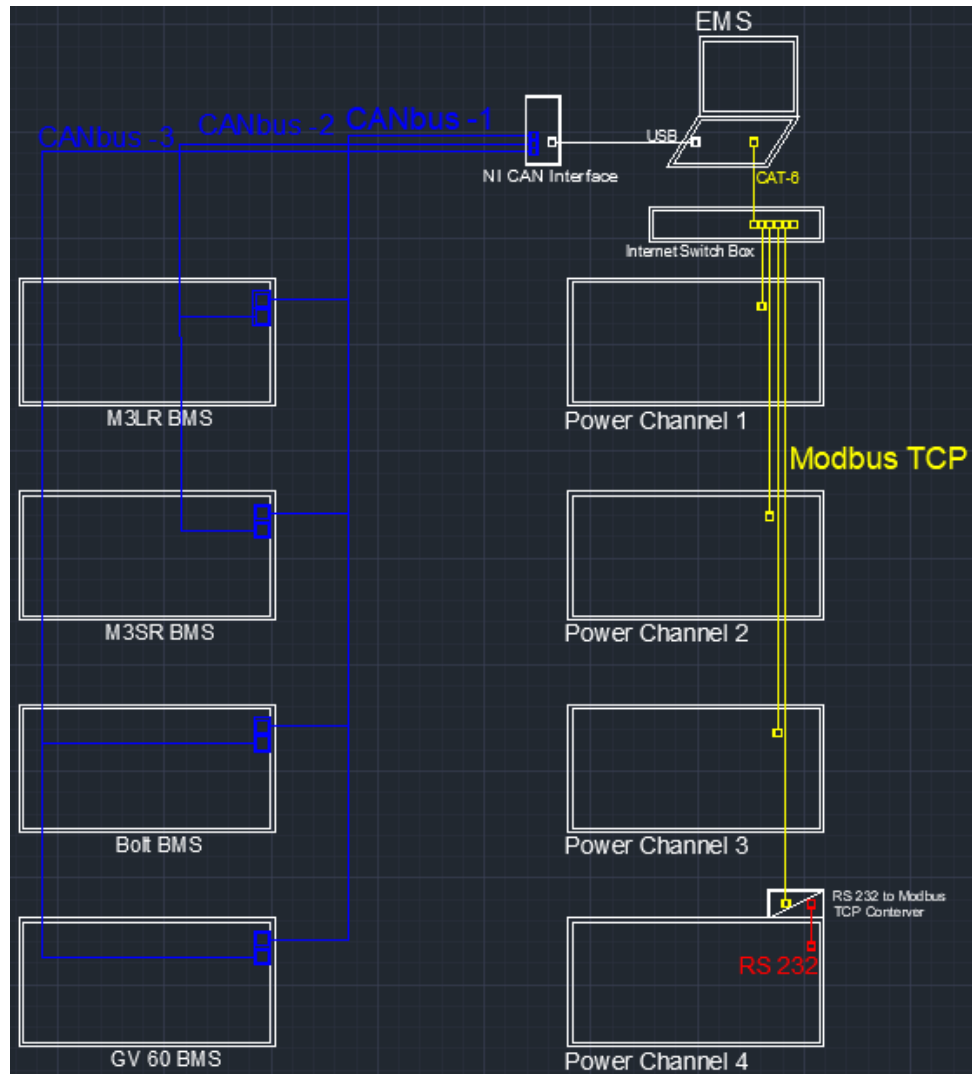 EMS
CANbus -3
CANbus -2
CANbus -1
USB
NI CAN Interface
CAT-6
Internet Switch Box
M3LR BMS
Power Channel 1
Modbus TCP
M3SR BMS
Power Channel 2
Bolt BMS
Power Channel 3
RS 232 to Modbus
TCP Conterver
RS 232
GV 60 BMS
Power Channel 4